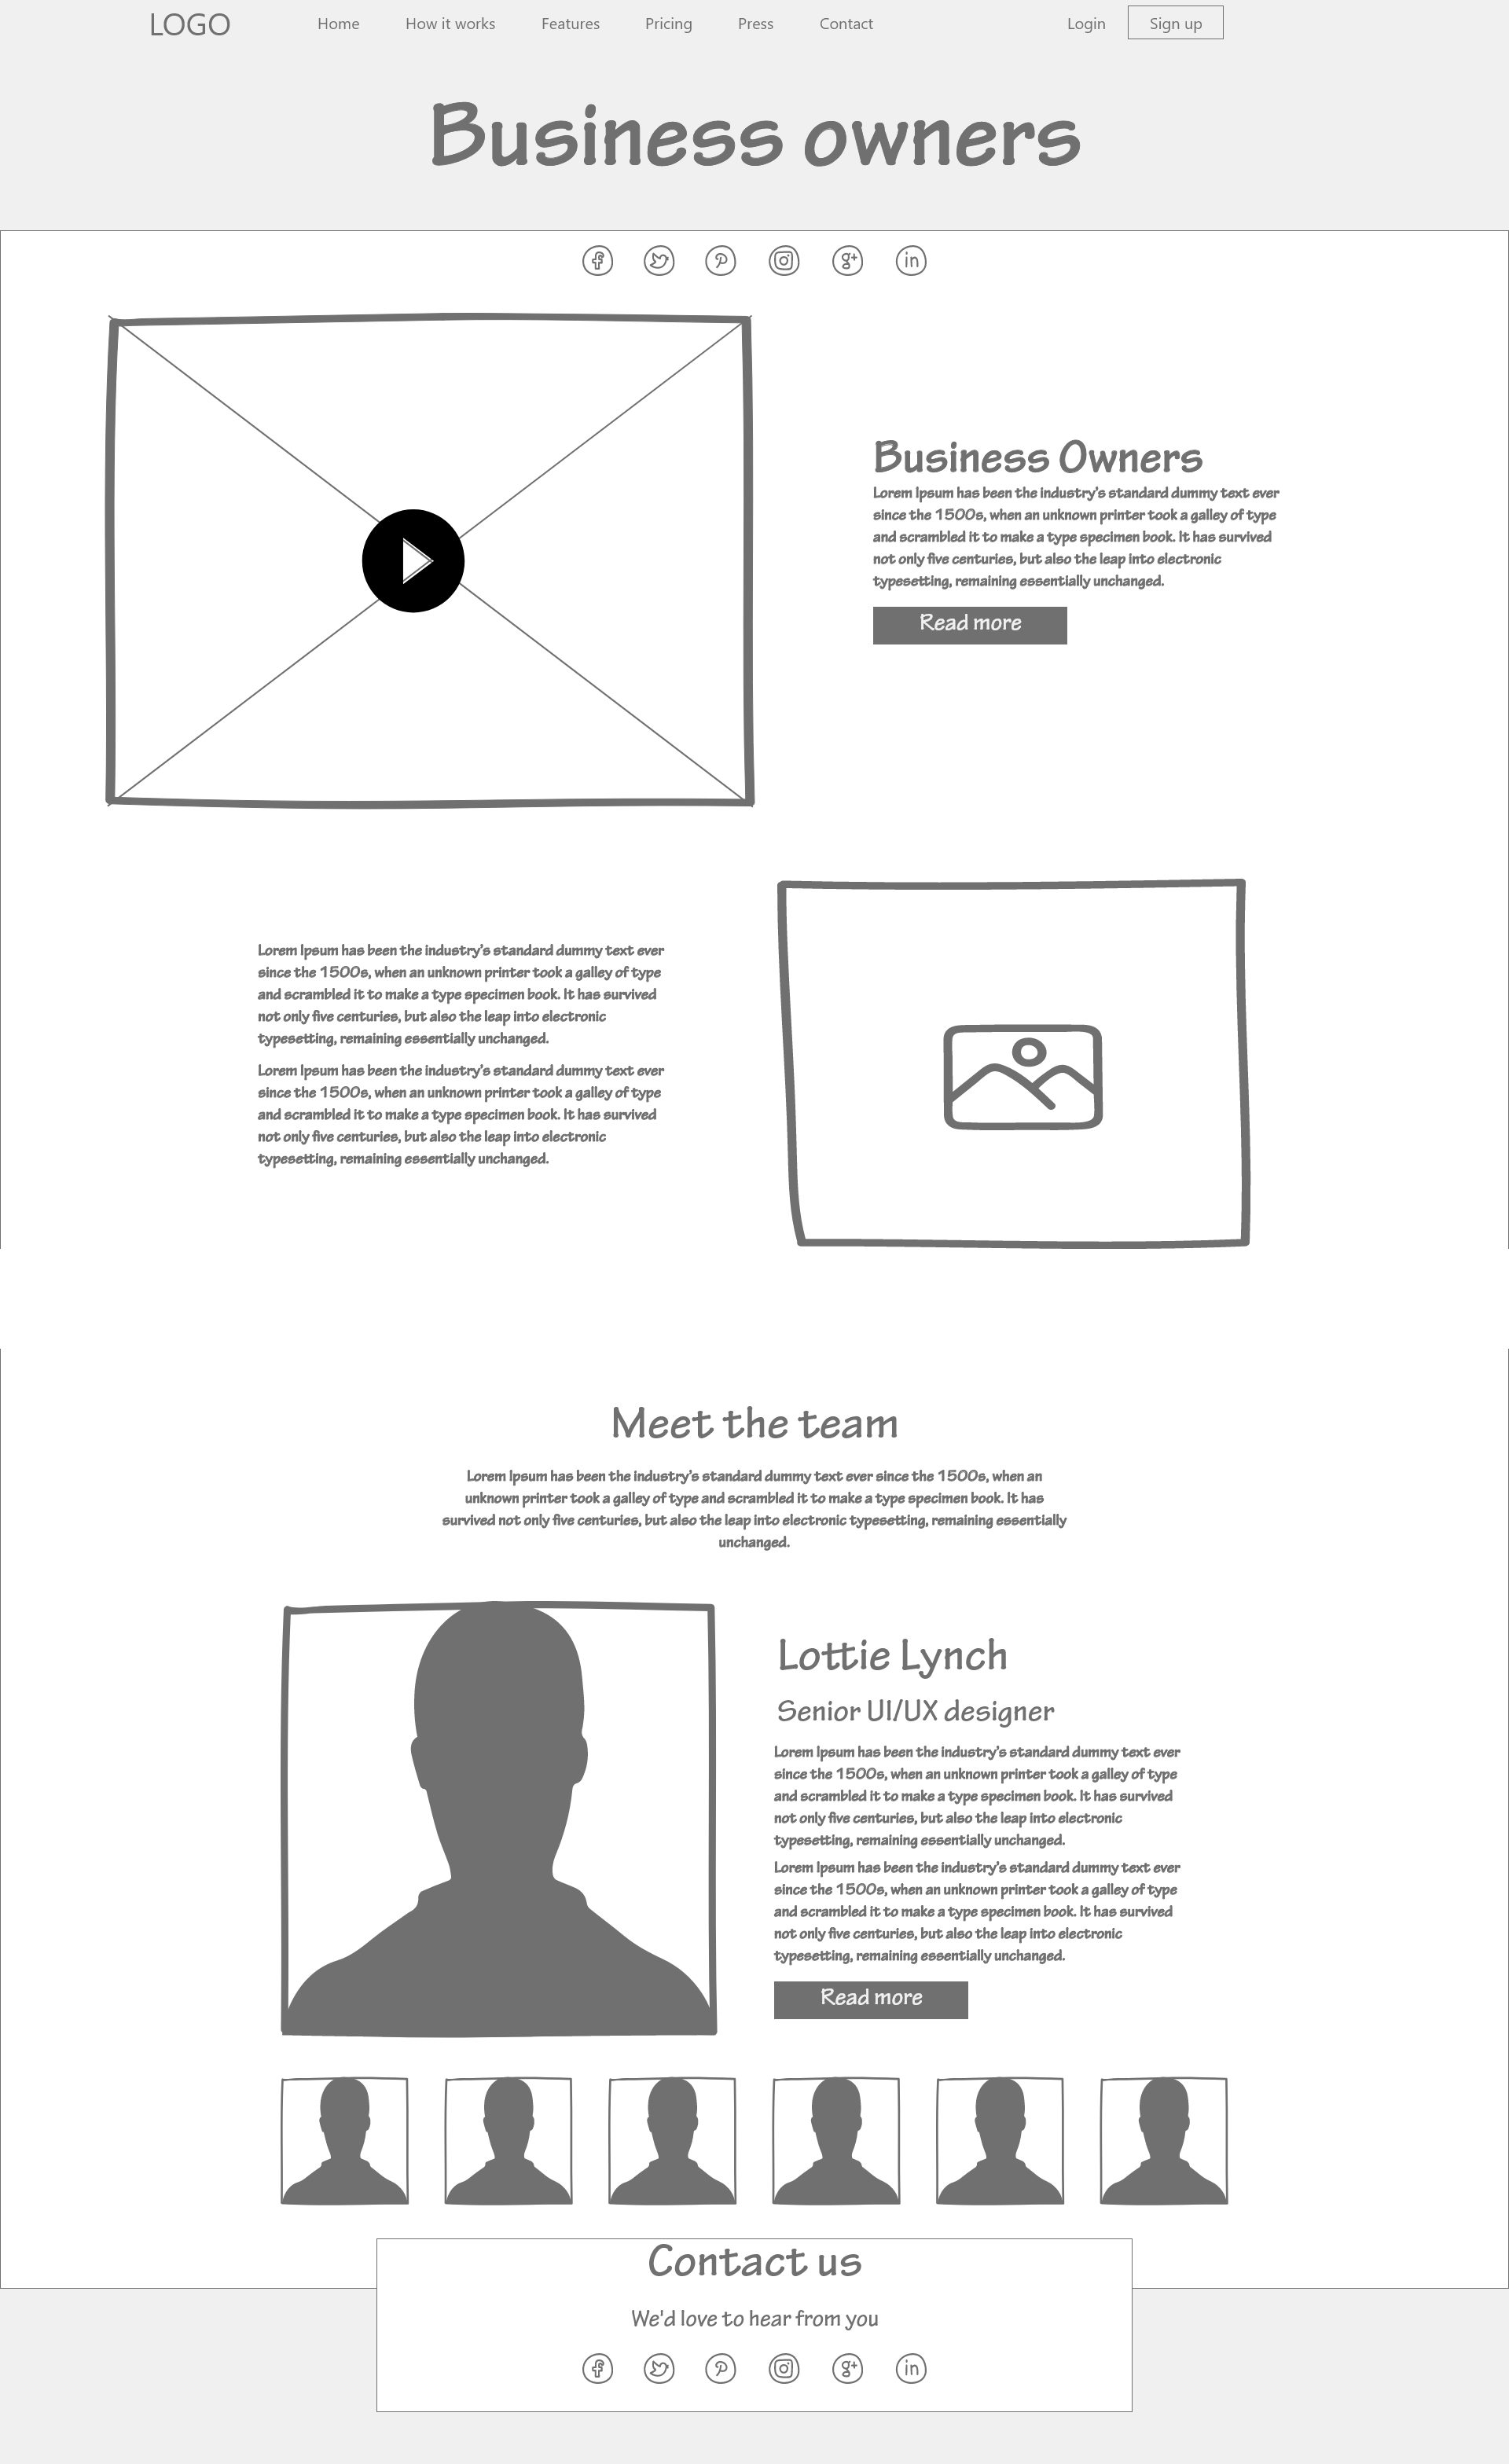 LOGO Home How it works Features Pricing Press Contact Login Sign up
Business owners
Business Owners
Lorem Ipsum has been the industry's standard dummy text ever
since the 1500s, when an unknown printer took a galley of type
and scrambled it to make a type specimen book. It has survived
not only five centuries, but also the leap into electronic
typesetting, remaining essentially unchanged.
Read more
Lorem Ipsum has been the industry's standard dummy text ever
since the 1500s, when an unknown printer took a galley of type
and scrambled it to make a type specimen book. It has survived
not only five centuries, but also the leap into electronic
typesetting, remaining essentially unchanged.
Lorem Ipsum has been the industry's standard dummy text ever
since the 1500s, when an unknown printer took a galley of type
and scrambled it to make a type specimen book. It has survived
not only five centuries, but also the leap into electronic
typesetting, remaining essentially unchanged.
Meet the team
Lorem Ipsum has been the industry's standard dummy text ever since the 1500s, when an
unknown printer took a galley of type and scrambled it to make a type specimen book. It has
survived not only five centuries, but also the leap into electronic typesetting, remaining essentially
unchanged.
Lottie Lynch
Senior UI/UX designer
Lorem Ipsum has been the industry's standard dummy text ever
since the 1500s, when an unknown printer took a galley of type
and scrambled it to make a type specimen book. It has survived
not only five centuries, but also the leap into electronic
typesetting, remaining essentially unchanged.
Lorem Ipsum has been the industry's standard dummy text ever
since the 1500s, when an unknown printer took a galley of type
and scrambled it to make a type specimen book. It has survived
not only five centuries, but also the leap into electronic
typesetting, remaining essentially unchanged.
Read more
Contact us
We'd love to hear from you